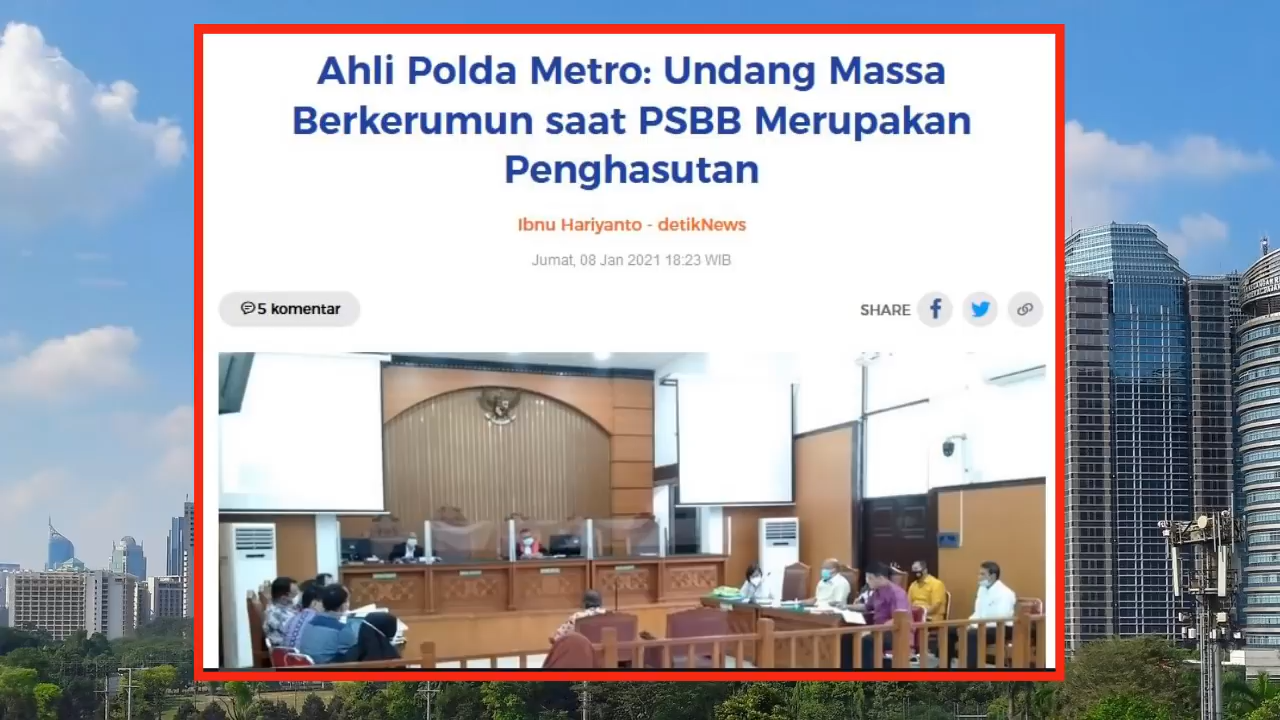 Ahli Polda Metro: Undang Massa
Berkerumun saat PSBB Merupakan
Penghasutan
Ibnu Hariyanto - detikNews
Jumat, 08 Jan 2021 18:23 WIB
5 komentar
SHARE